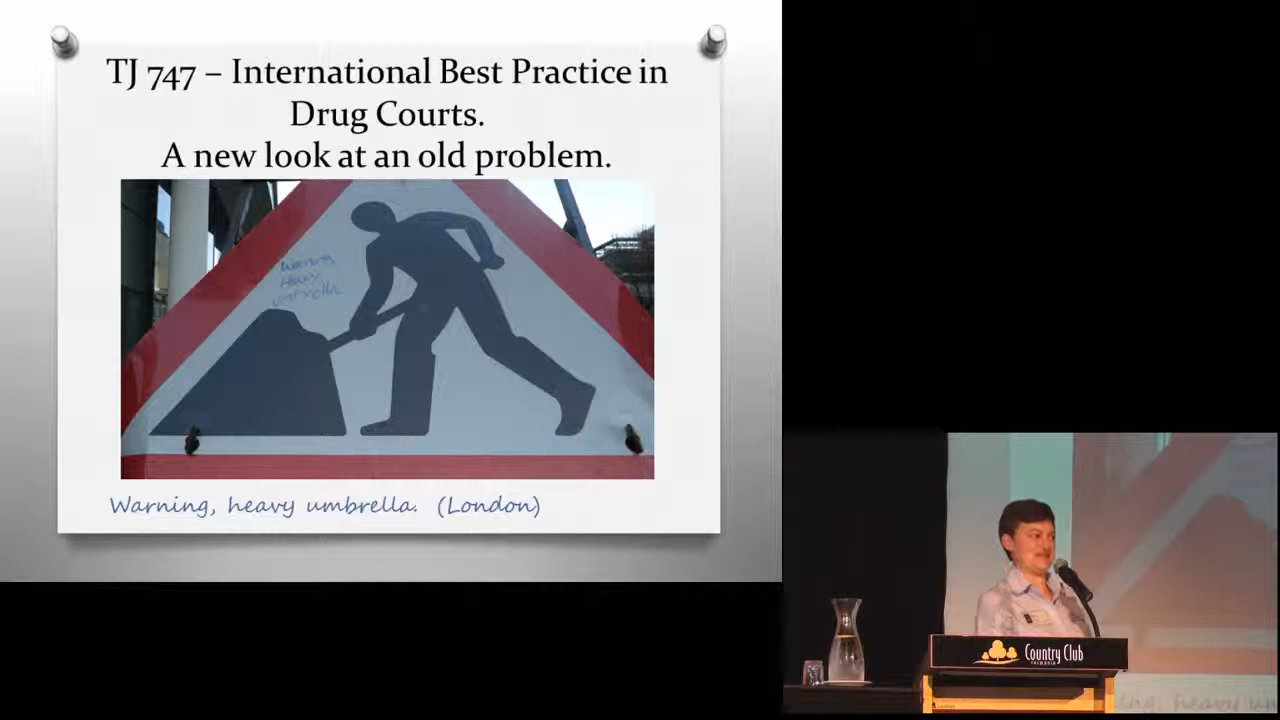 TJ 747 – International Best Practice in
Drug Courts.
A new look at an old problem.
Warning
Heavy
umbrella
Warning, heavy umbrella. (London)
Country Club
TASMANIA